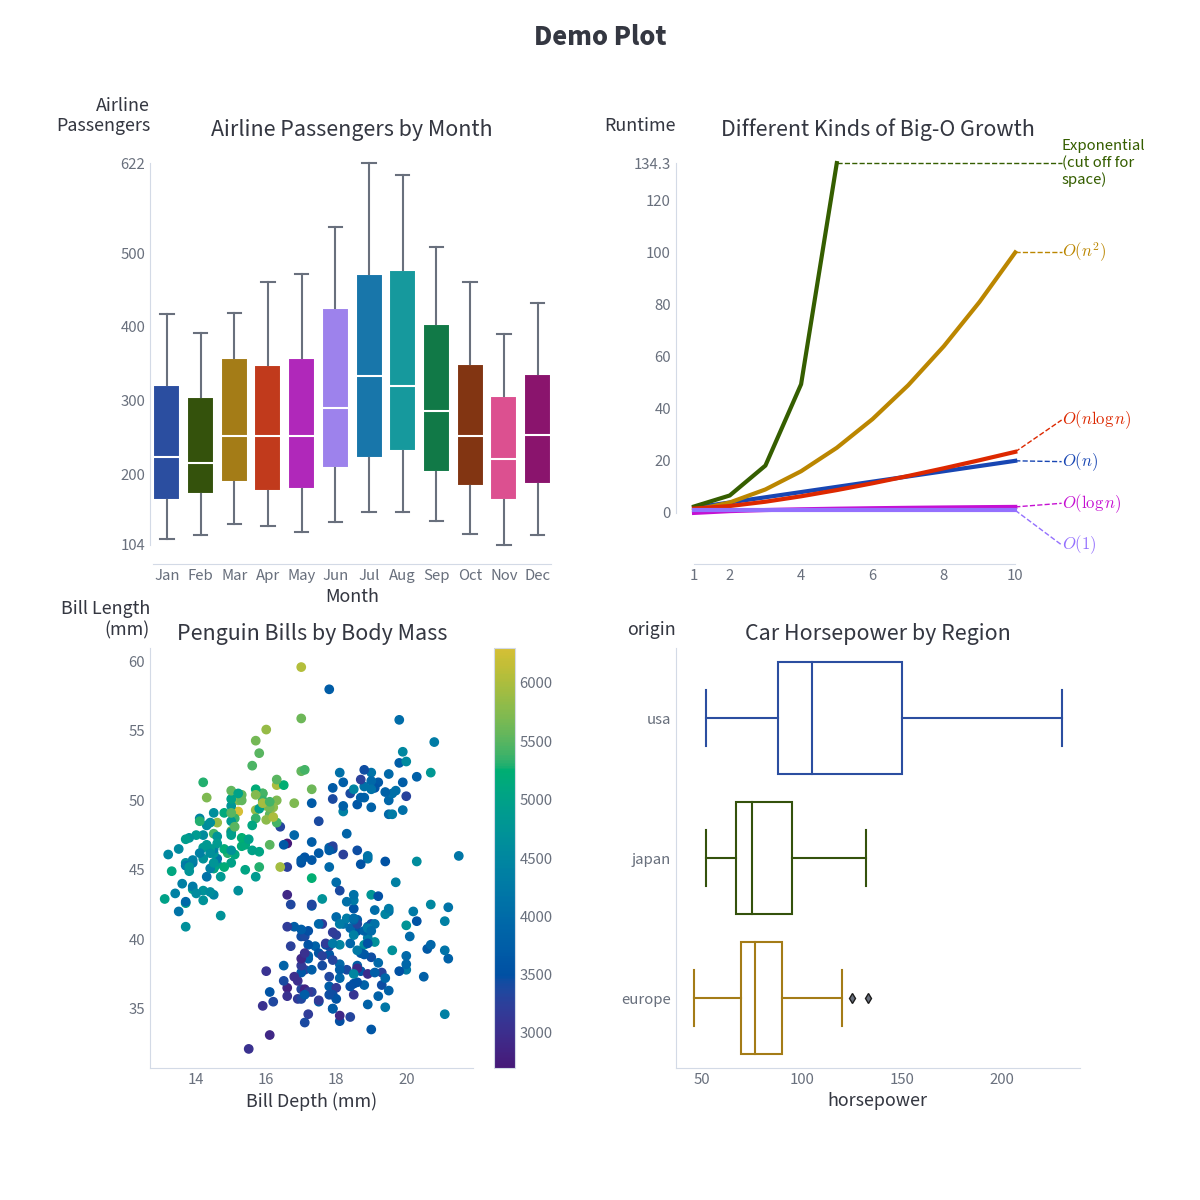 Demo Plot
Airline
Passengers
Airline Passengers by Month
622
500
400
300
200
104
Jan Feb Mar Apr May Jun Jul Aug Sep Oct Nov Dec
Month
Runtime
Different Kinds of Big-O Growth
134.3
120
100
80
60
40
20
0
1 2 4 6 8 10
Exponential
(cut off for
space)
O(n²)
O(n log n)
O(n)
O(log n)
O(1)
Bill Length
(mm)
Penguin Bills by Body Mass
60
55
50
45
40
35
14 16 18 20
Bill Depth (mm)
6000
5500
5000
4500
4000
3500
3000
origin
Car Horsepower by Region
usa
japan
europe
50 100 150 200
horsepower